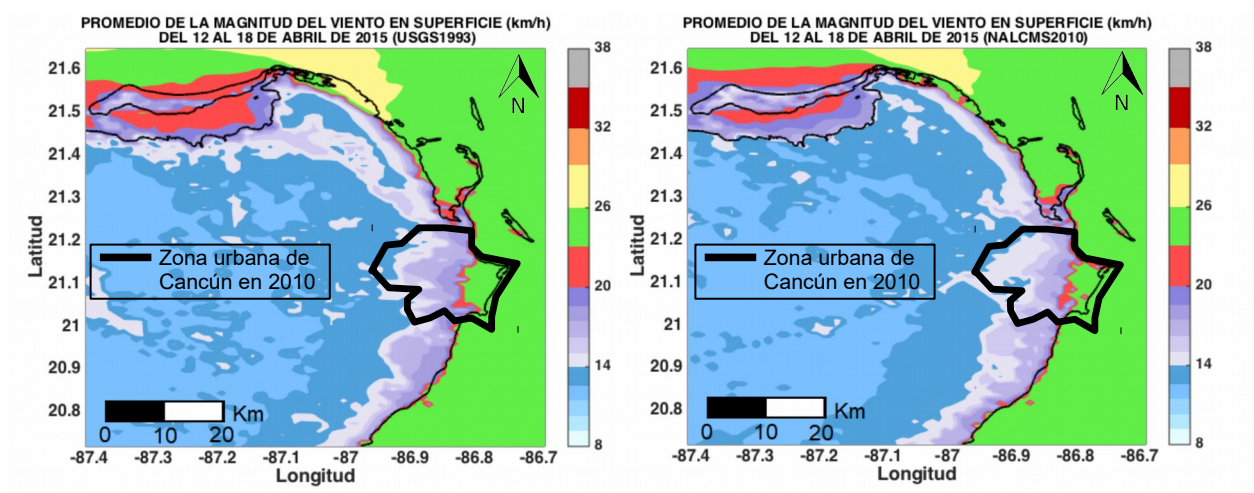 PROMEDIO DE LA MAGNITUD DEL VIENTO EN SUPERFICIE (km/h)
DEL 12 AL 18 DE ABRIL DE 2015 (USGS1993)
21.6
21.5
21.4
21.3
21.2
21.1
21
20.9
20.8
Latitud
N
Zona urbana de
Cancún en 2010
Km
0 10 20
-87.4 -87.3 -87.2 -87.1 -87 -86.9 -86.8 -86.7
Longitud
38
32
26
20
14
8
PROMEDIO DE LA MAGNITUD DEL VIENTO EN SUPERFICIE (km/h)
DEL 12 AL 18 DE ABRIL DE 2015 (NALCMS2010)
21.6
21.5
21.4
21.3
21.2
21.1
21
20.9
20.8
Latitud
N
Zona urbana de
Cancún en 2010
Km
0 10 20
-87.4 -87.3 -87.2 -87.1 -87 -86.9 -86.8 -86.7
Longitud
38
32
26
20
14
8